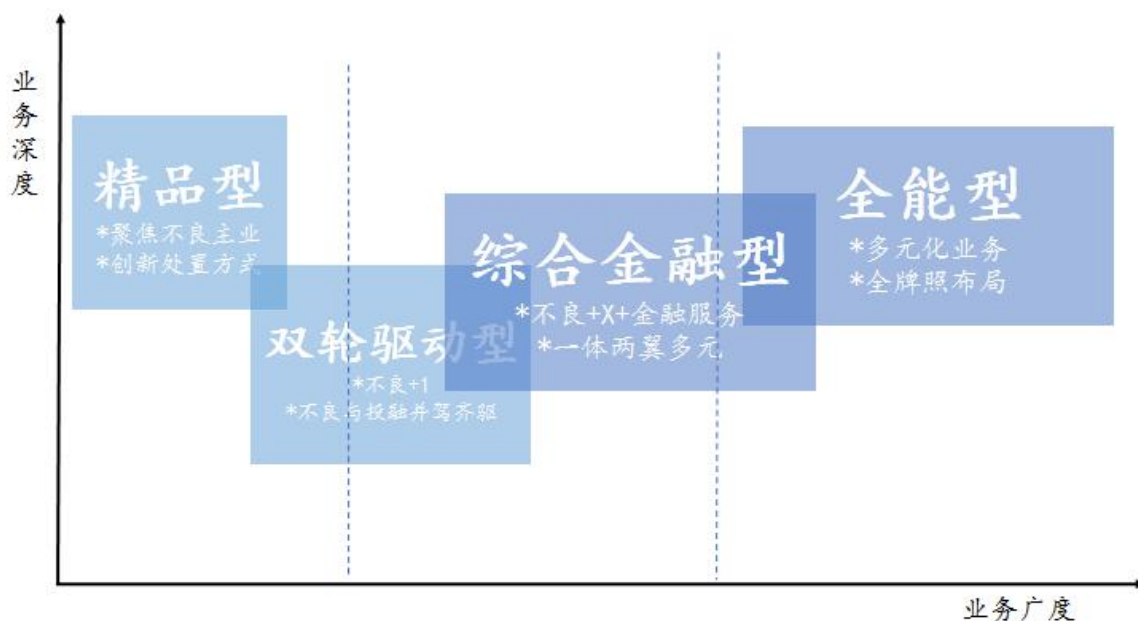 业务深度
精品型
*聚焦不良主业
*创新处置方式
双轮驱动型
*不良+1
*不良与投融并驾齐驱
综合金融型
*不良+X+金融服务
*一体两翼多元
全能型
*多元化业务
*全牌照布局
业务广度